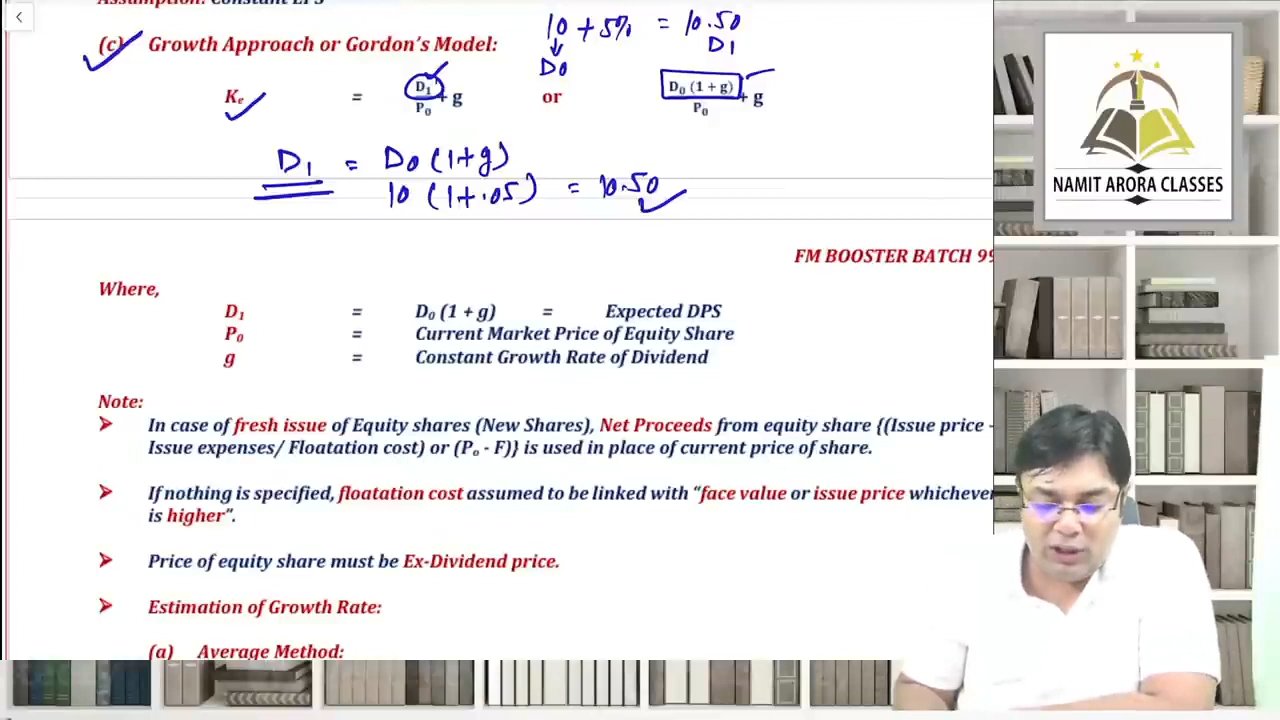 10 + 5% = 10.50
D0 D1
(c) Growth Approach or Gordon's Model:
Ke = D1/P0 + g or D0 (1 + g)/P0 + g
D1 = D0 (1+g)
10 (1+.05) = 10.50
NAMIT ARORA CLASSES
FM BOOSTER BATCH 99
Where,
D1 = D0 (1 + g) = Expected DPS
P0 = Current Market Price of Equity Share
g = Constant Growth Rate of Dividend
Note:
➤ In case of fresh issue of Equity shares (New Shares), Net Proceeds from equity share {(Issue price -
Issue expenses/ Floatation cost) or (Po - F)} is used in place of current price of share.
➤ If nothing is specified, floatation cost assumed to be linked with "face value or issue price whichever
is higher".
➤ Price of equity share must be Ex-Dividend price.
➤ Estimation of Growth Rate:
(a) Average Method: